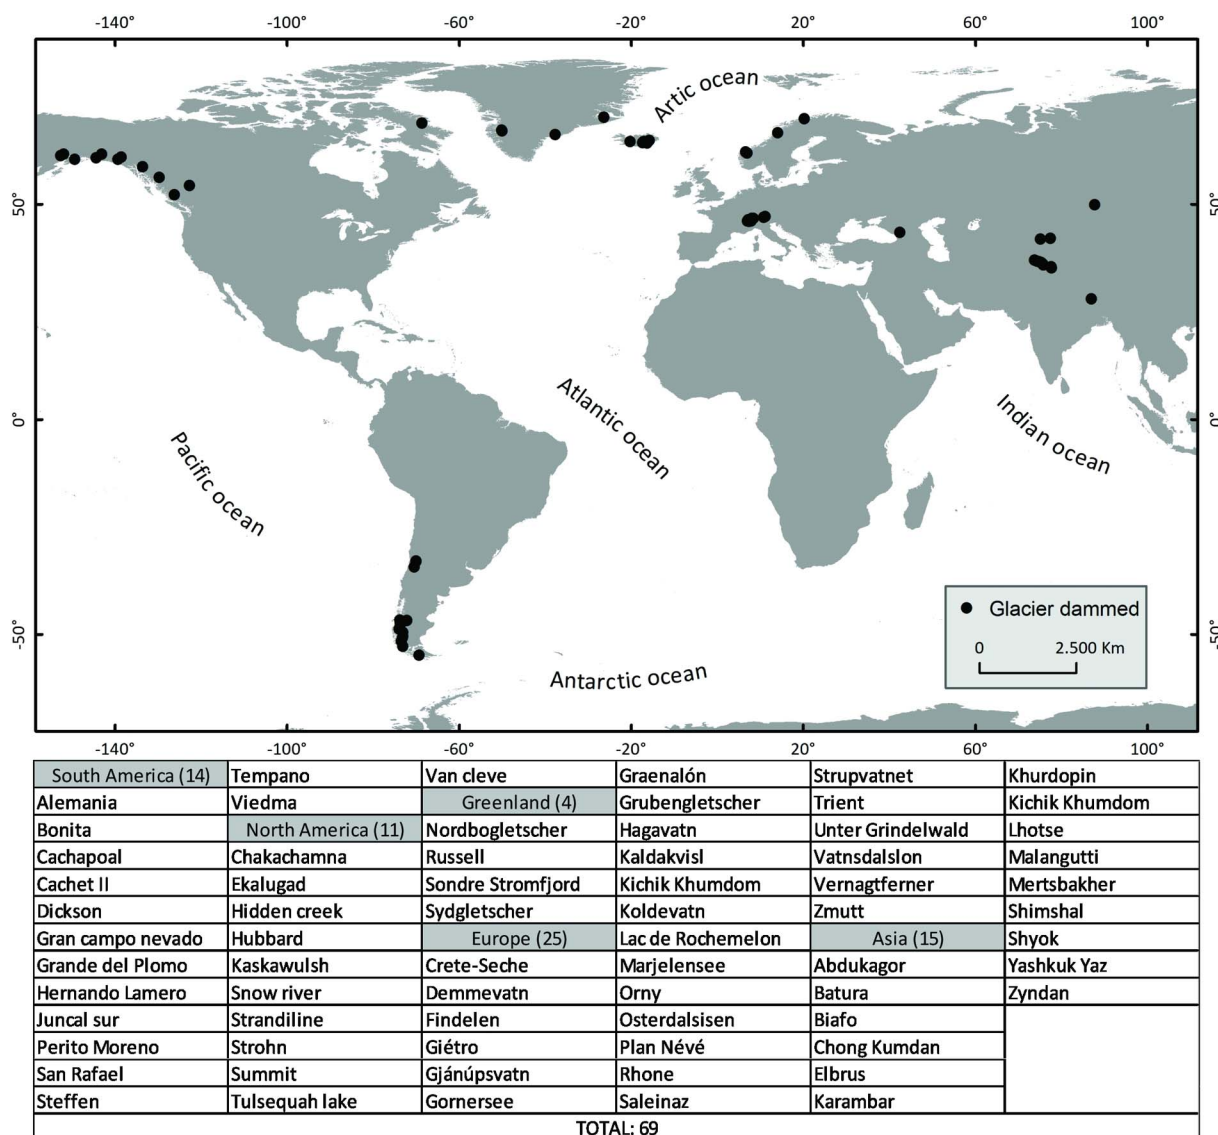 -140° -100° -60° -20° 20° 60° 100°
Artic ocean
50° 50°
Atlantic ocean
Indian ocean
0° 0°
Pacific ocean
Glacier dammed
0 2.500 Km
-50° -50°
Antarctic ocean
-140° -100° -60° -20° 20° 60° 100°
South America (14) Tempano Van cleve Graenalón Strupvatnet Khurdopin
Alemania Viedma Greenland (4) Grubengletscher Trient Kichik Khumdom
Bonita North America (11) Nordbogletscher Hagavatn Unter Grindelwald Lhotse
Cachapoal Chakachamna Russell Kaldakvisl Vatnsdalslon Malangutti
Cachet II Ekalugad Sondre Stromfjord Kichik Khumdom Vernagtferner Mertsbakher
Dickson Hidden creek Sydgletscher Koldevatn Zmutt Shimshal
Gran campo nevado Hubbard Europe (25) Lac de Rochemelon Asia (15) Shyok
Grande del Plomo Kaskawulsh Crete-Seche Marjelensee Abdukagor Yashkuk Yaz
Hernando Lamero Snow river Demmevatn Orny Batura Zyndan
Juncal sur Strandiline Findelen Osterdalsisen Biafo
Perito Moreno Strohn Giétro Plan Névé Chong Kumdan
San Rafael Summit Gjánúpsvatn Rhone Elbrus
Steffen Tulsequah lake Gornersee Saleinaz Karambar
TOTAL: 69